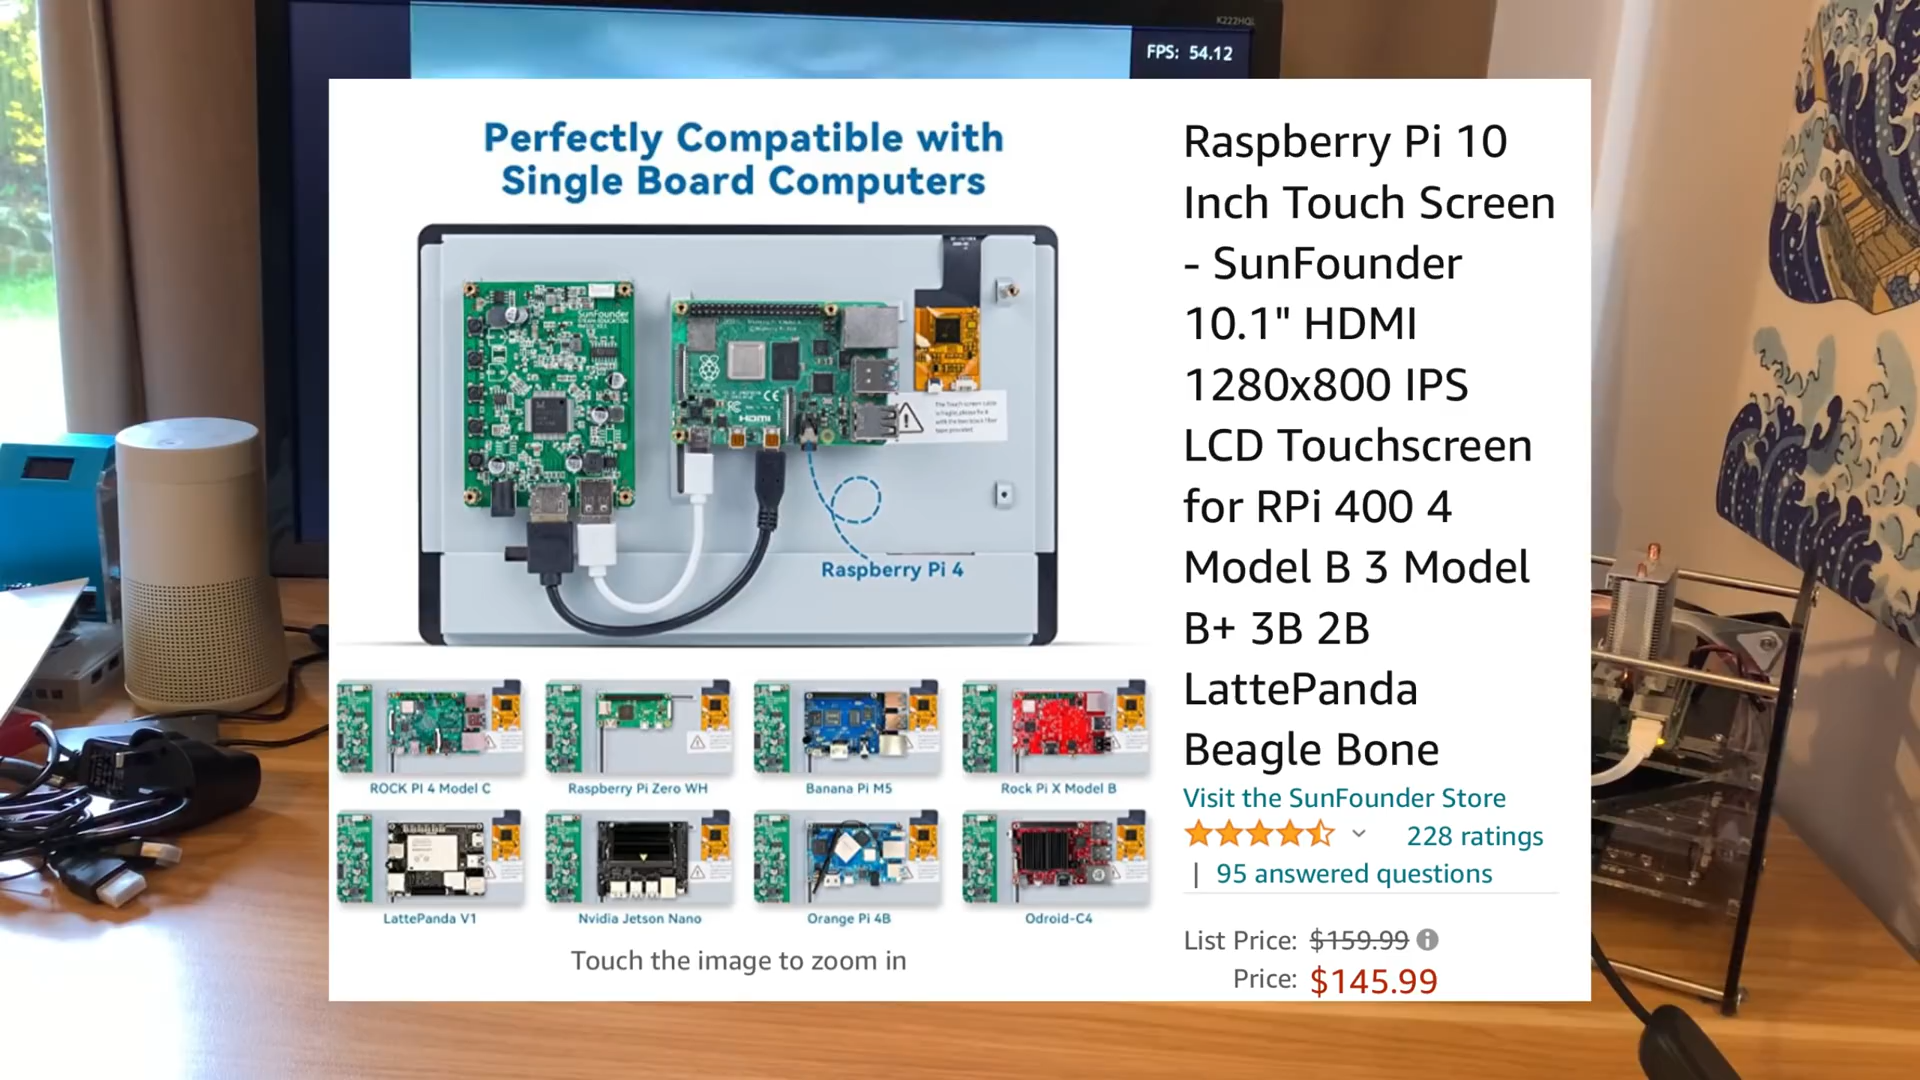 K222HQL
FPS: 54.12
Perfectly Compatible with
Single Board Computers
SunFounder
HDMI
Raspberry Pi 4
ROCK PI 4 Model C
Raspberry Pi Zero WH
Banana Pi M5
Rock Pi X Model B
LattePanda V1
Nvidia Jetson Nano
Orange Pi 4B
Odroid-C4
Touch the image to zoom in
Raspberry Pi 10
Inch Touch Screen
- SunFounder
10.1" HDMI
1280x800 IPS
LCD Touchscreen
for RPi 400 4
Model B 3 Model
B+ 3B 2B
LattePanda
Beagle Bone
Visit the SunFounder Store
228 ratings
| 95 answered questions
List Price: $159.99
Price: $145.99